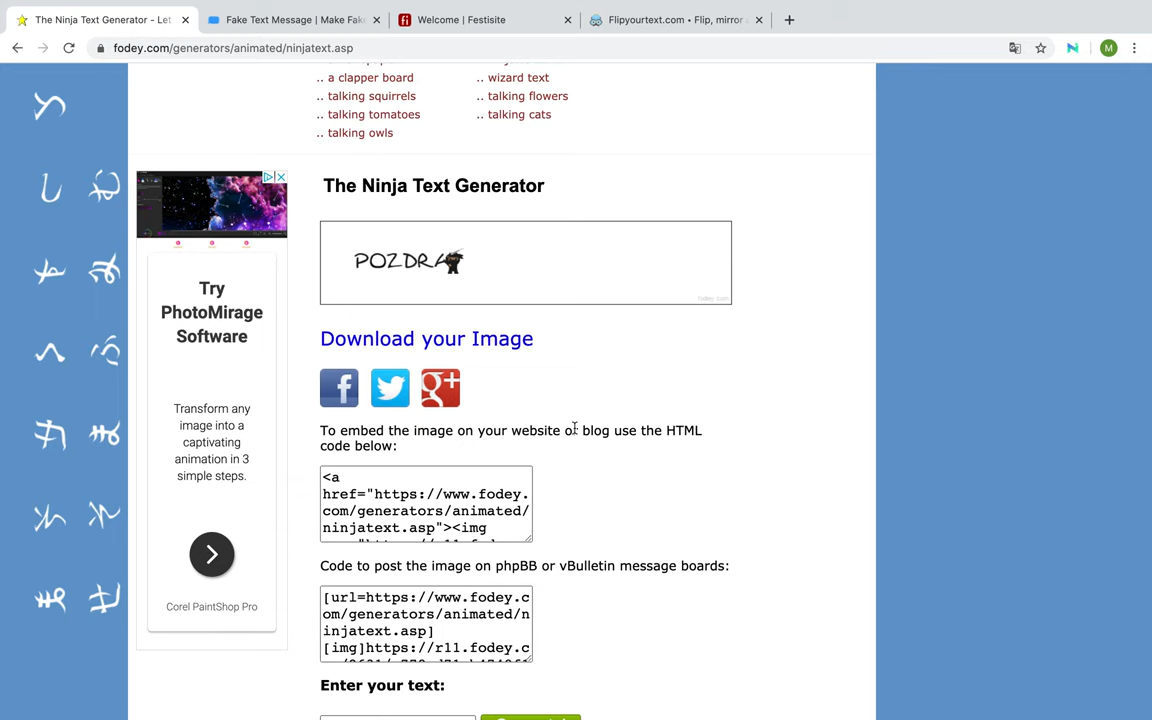 The Ninja Text Generator - Let
Fake Text Message | Make Fake
fi Welcome | Festisite
Flipyourtext.com • Flip, mirror
fodey.com/generators/animated/ninjatext.asp
M
.. a clapper board
.. wizard text
.. talking squirrels
.. talking flowers
.. talking tomatoes
.. talking cats
.. talking owls
The Ninja Text Generator
POZDRA
fodey.com
Try
PhotoMirage
Software
Transform any
image into a
captivating
animation in 3
simple steps.
Corel PaintShop Pro
Download your Image
To embed the image on your website or blog use the HTML
code below:
<a
href="https://www.fodey.
com/generators/animated/
ninjatext.asp"><img
Code to post the image on phpBB or vBulletin message boards:
[url=https://www.fodey.c
om/generators/animated/n
injatext.asp]
[img]https://r11.fodey.c
Enter your text: